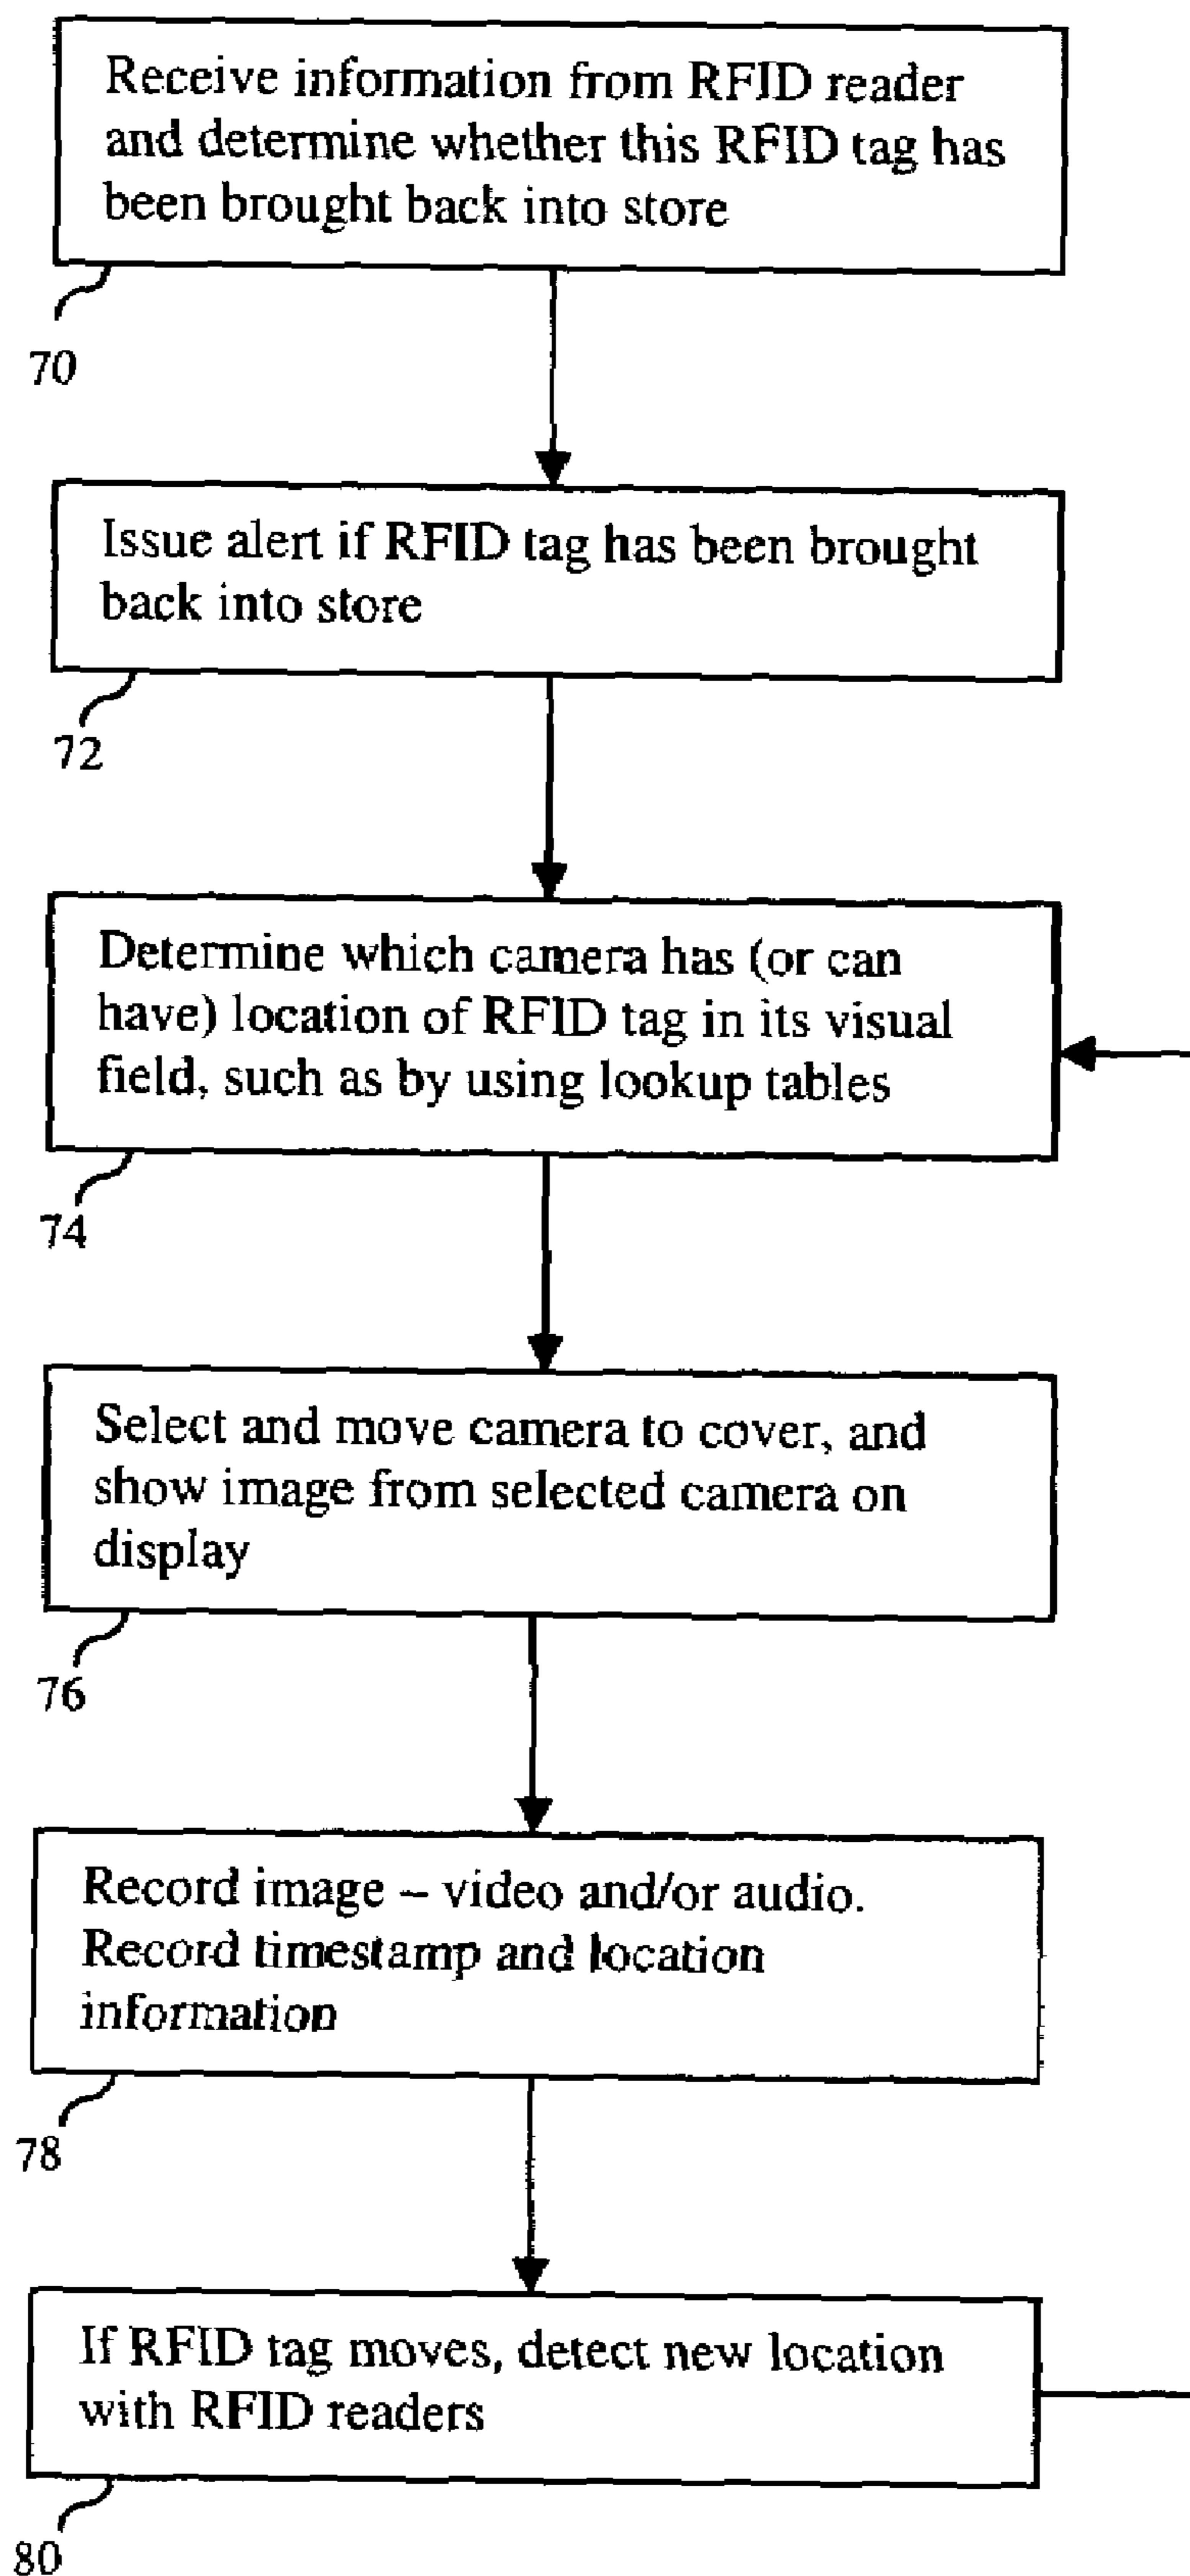 Receive information from RFID reader
and determine whether this RFID tag has
been brought back into store
70
Issue alert if RFID tag has been brought
back into store
72
Determine which camera has (or can
have) location of RFID tag in its visual
field, such as by using lookup tables
74
Select and move camera to cover, and
show image from selected camera on
display
76
Record image – video and/or audio.
Record timestamp and location
information
78
If RFID tag moves, detect new location
with RFID readers
80